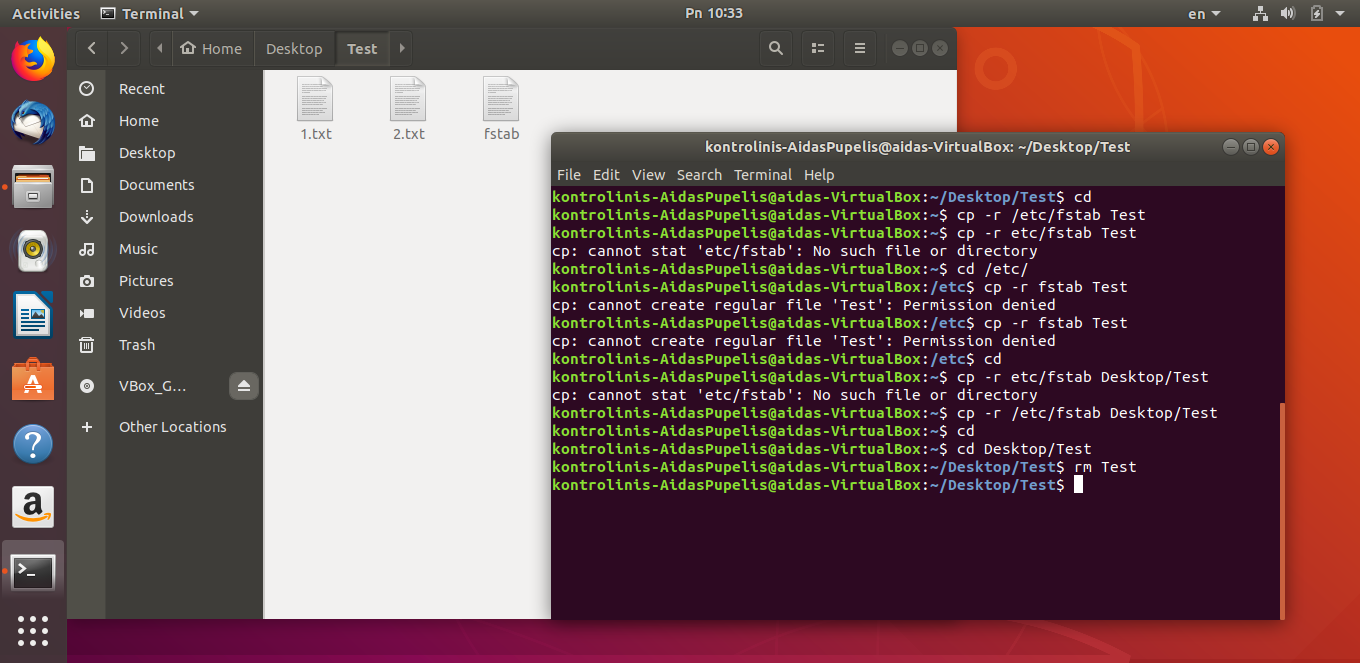 Activities Terminal Pn 10:33 en
Home Desktop Test
Recent
Home
Desktop
Documents
Downloads
Music
Pictures
Videos
Trash
VBox_G...
Other Locations
1.txt 2.txt fstab
kontrolinis-AidasPupelis@aidas-VirtualBox: ~/Desktop/Test
File Edit View Search Terminal Help
kontrolinis-AidasPupelis@aidas-VirtualBox:~/Desktop/Test$ cd
kontrolinis-AidasPupelis@aidas-VirtualBox:~$ cp -r /etc/fstab Test
kontrolinis-AidasPupelis@aidas-VirtualBox:~$ cp -r etc/fstab Test
cp: cannot stat 'etc/fstab': No such file or directory
kontrolinis-AidasPupelis@aidas-VirtualBox:~$ cd /etc/
kontrolinis-AidasPupelis@aidas-VirtualBox:/etc$ cp -r fstab Test
cp: cannot create regular file 'Test': Permission denied
kontrolinis-AidasPupelis@aidas-VirtualBox:/etc$ cp -r fstab Test
cp: cannot create regular file 'Test': Permission denied
kontrolinis-AidasPupelis@aidas-VirtualBox:/etc$ cd
kontrolinis-AidasPupelis@aidas-VirtualBox:~$ cp -r etc/fstab Desktop/Test
cp: cannot stat 'etc/fstab': No such file or directory
kontrolinis-AidasPupelis@aidas-VirtualBox:~$ cp -r /etc/fstab Desktop/Test
kontrolinis-AidasPupelis@aidas-VirtualBox:~$ cd
kontrolinis-AidasPupelis@aidas-VirtualBox:~$ cd Desktop/Test
kontrolinis-AidasPupelis@aidas-VirtualBox:~/Desktop/Test$ rm Test
kontrolinis-AidasPupelis@aidas-VirtualBox:~/Desktop/Test$